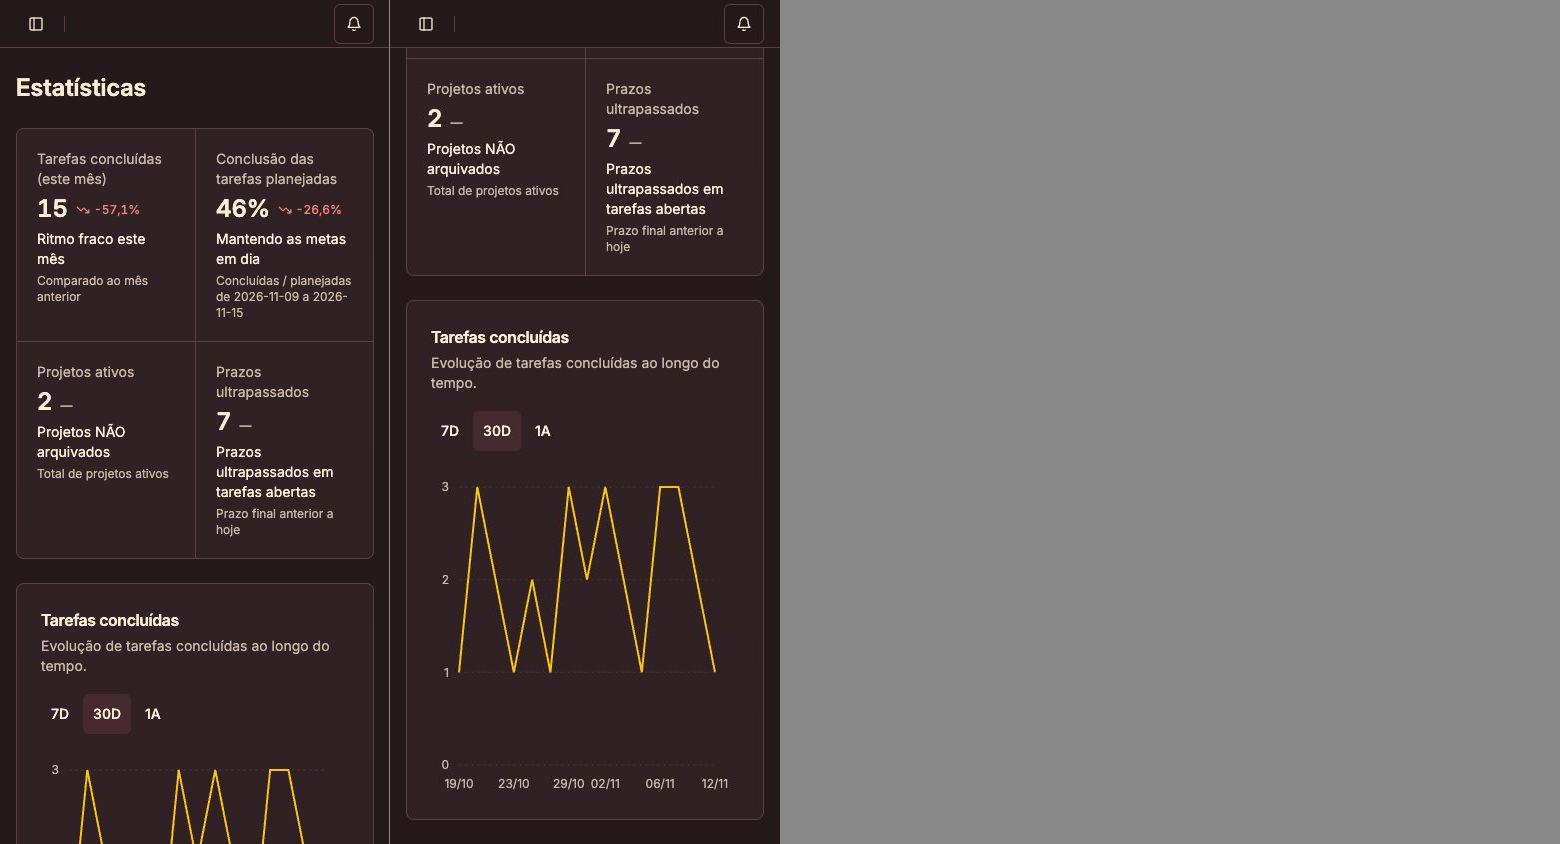 Estatísticas
Tarefas concluídas
(este mês)
15 -57,1%
Ritmo fraco este
mês
Comparado ao mês
anterior
Conclusão das
tarefas planejadas
46% -26,6%
Mantendo as metas
em dia
Concluídas / planejadas
de 2026-11-09 a 2026-
11-15
Projetos ativos
2 —
Projetos NÃO
arquivados
Total de projetos ativos
Prazos
ultrapassados
7 —
Prazos
ultrapassados em
tarefas abertas
Prazo final anterior a
hoje
Tarefas concluídas
Evolução de tarefas concluídas ao longo do
tempo.
7D 30D 1A
3
Projetos ativos
2 —
Projetos NÃO
arquivados
Total de projetos ativos
Prazos
ultrapassados
7 —
Prazos
ultrapassados em
tarefas abertas
Prazo final anterior a
hoje
Tarefas concluídas
Evolução de tarefas concluídas ao longo do
tempo.
7D 30D 1A
3
2
1
0
19/10 23/10 29/10 02/11 06/11 12/11